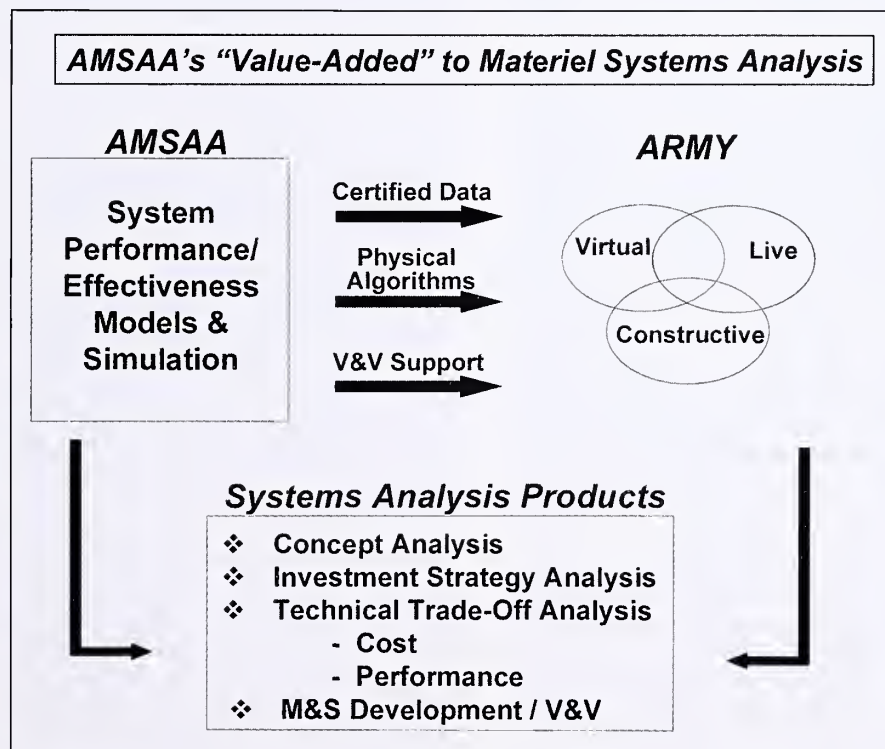 AMSAA's "Value-Added" to Materiel Systems Analysis
AMSAA
System
Performance/
Effectiveness
Models &
Simulation
Certified Data
Physical
Algorithms
V&V Support
ARMY
Virtual
Live
Constructive
Systems Analysis Products
❖ Concept Analysis
❖ Investment Strategy Analysis
❖ Technical Trade-Off Analysis
- Cost
- Performance
❖ M&S Development / V&V